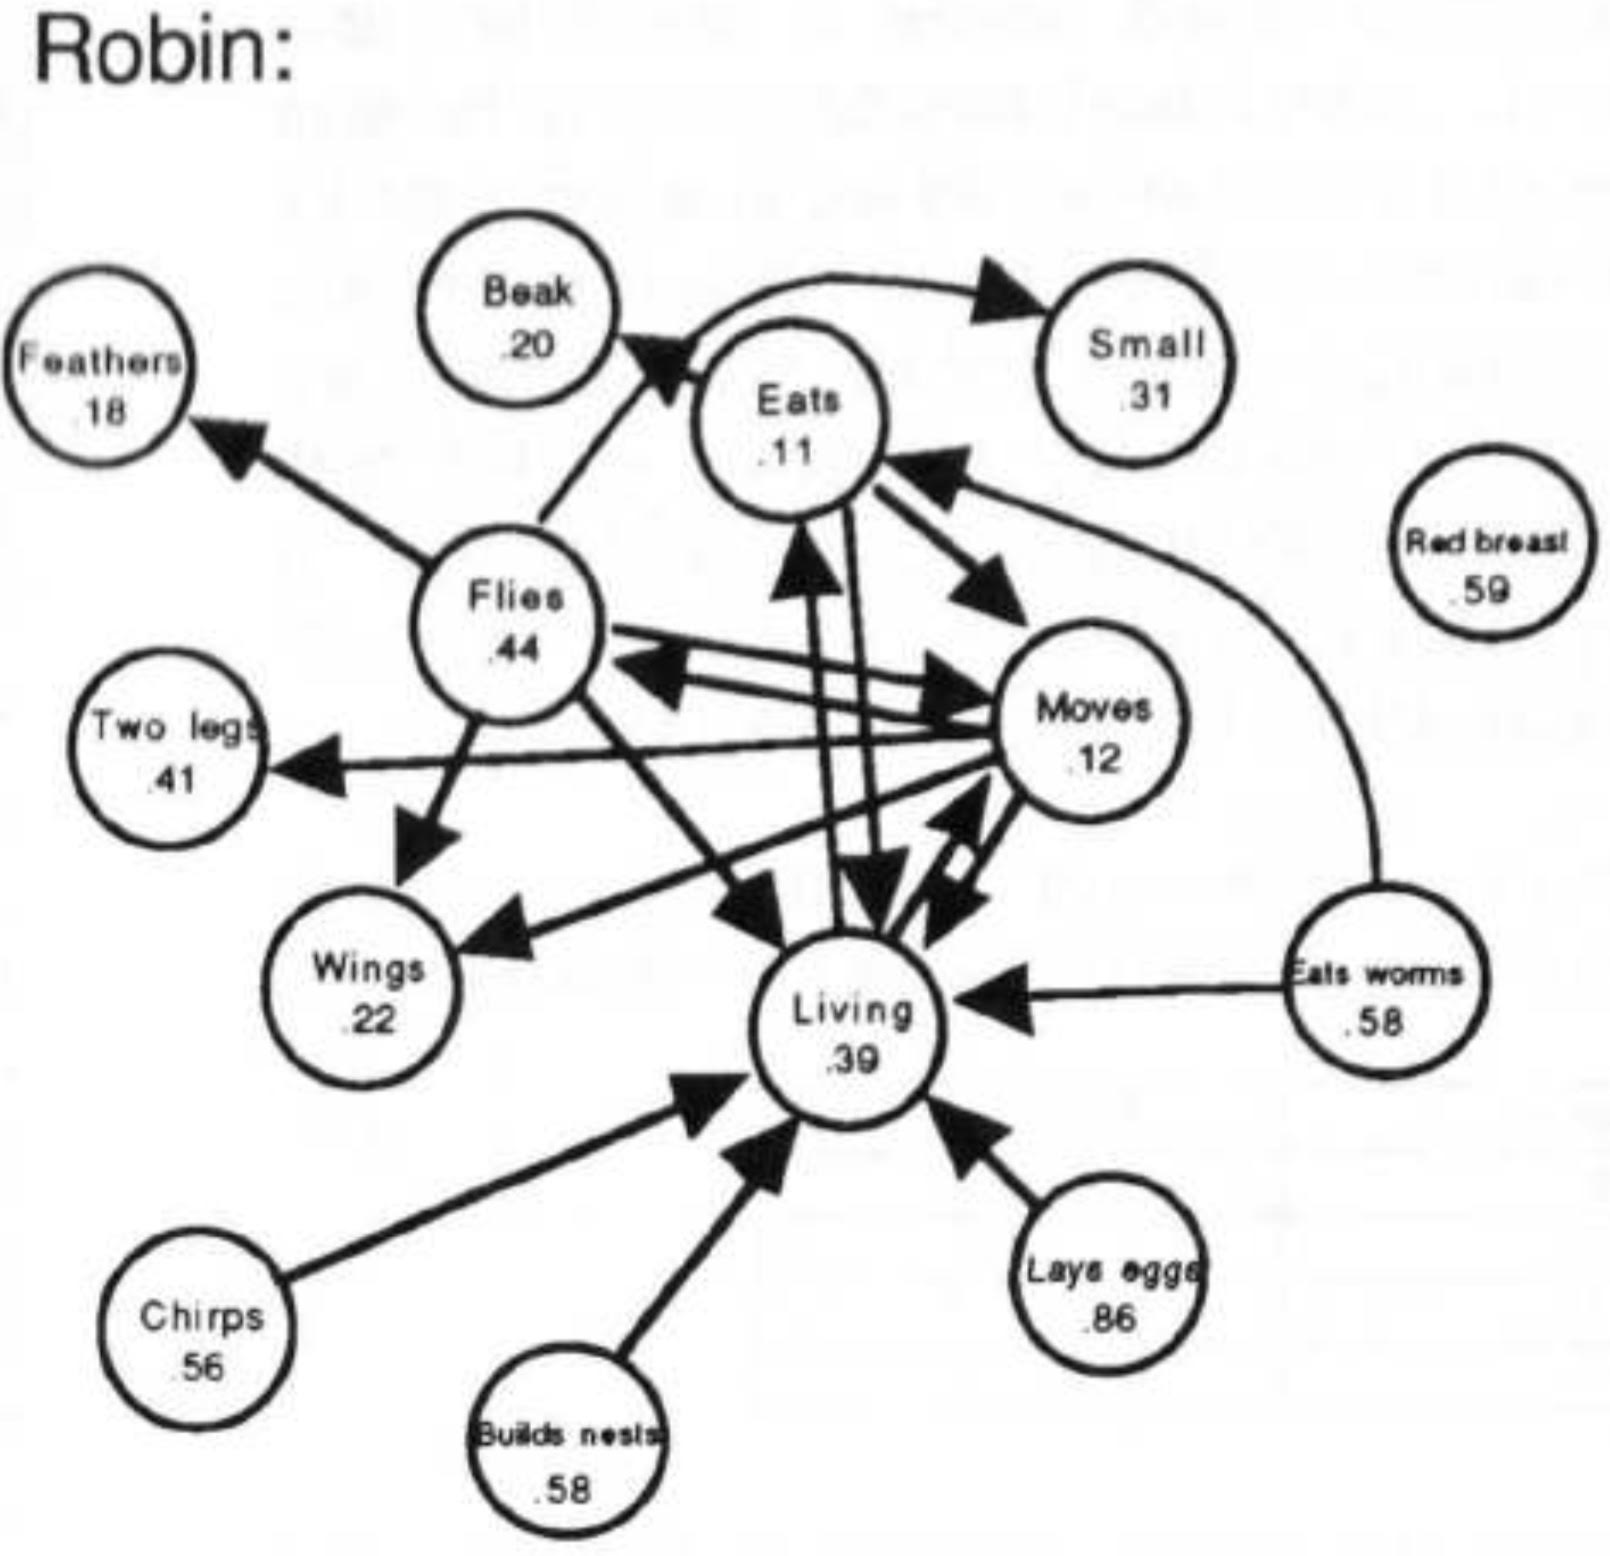 Robin:
Beak
.20
Feathers
.18
Eats
.11
Small
.31
Red breast
.59
Flies
.44
Two legs
.41
Moves
.12
Wings
.22
Living
.39
Eats worms
.58
Chirps
.56
Builds nests
.58
Lays eggs
.86